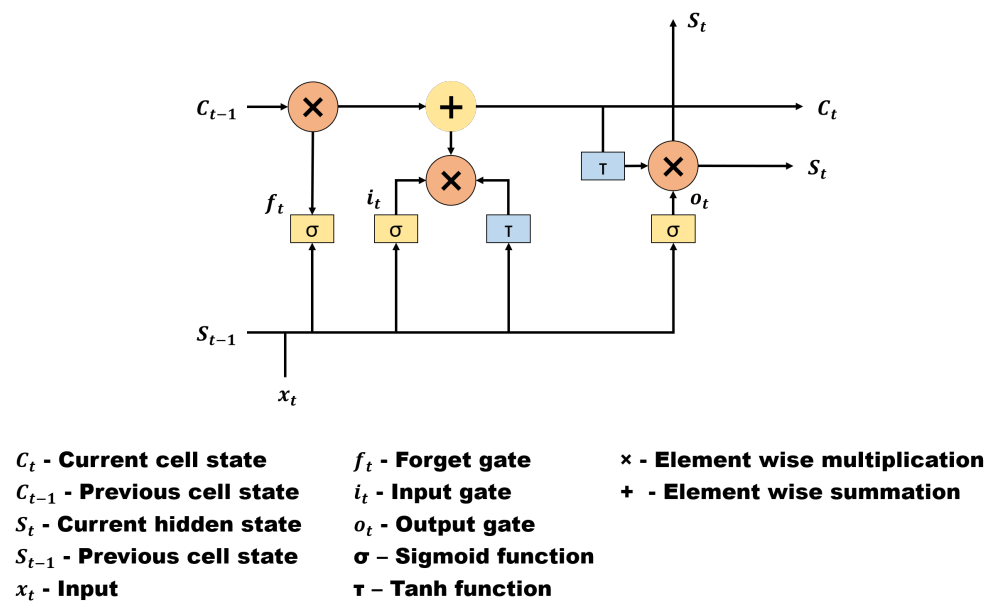 S_t
C_{t-1} × + C_t
τ × S_t
f_t i_t × o_t
σ σ τ σ
S_{t-1}
x_t
C_t - Current cell state
C_{t-1} - Previous cell state
S_t - Current hidden state
S_{t-1} - Previous cell state
x_t - Input
f_t - Forget gate
i_t - Input gate
o_t - Output gate
σ – Sigmoid function
τ – Tanh function
× - Element wise multiplication
+ - Element wise summation